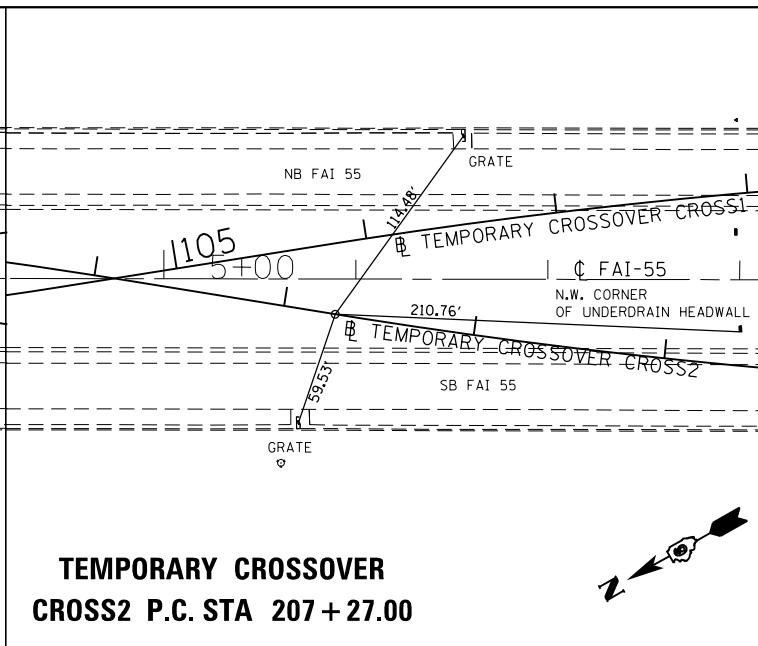 NB FAI 55
GRATE
114.48'
1105
5+00
℄ TEMPORARY CROSSOVER CROSS1
℄ FAI-55
N.W. CORNER
OF UNDERDRAIN HEADWALL
210.76'
℄ TEMPORARY CROSSOVER CROSS2
59.53'
SB FAI 55
GRATE
TEMPORARY CROSSOVER
CROSS2 P.C. STA 207+27.00
N